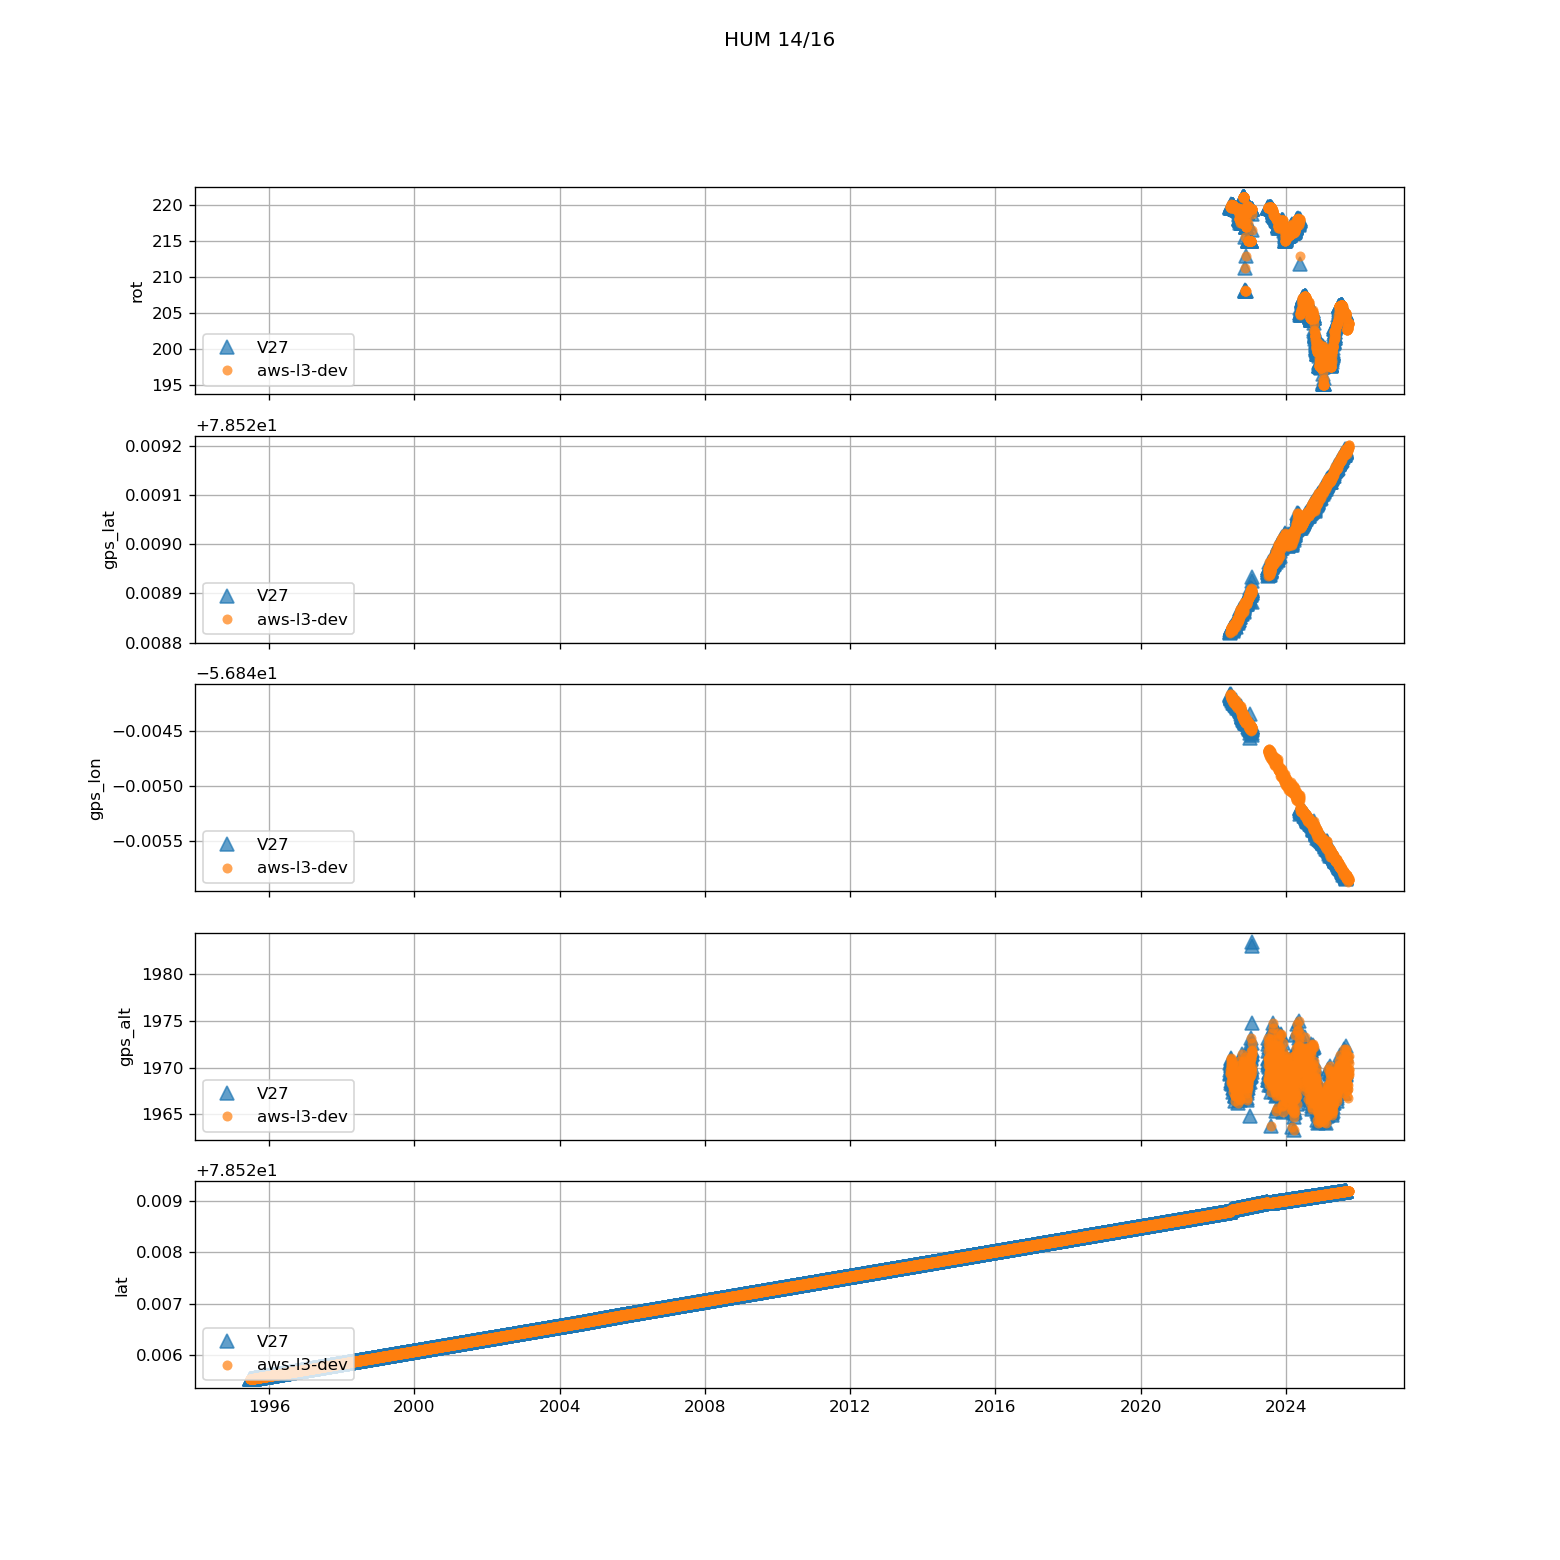 HUM 14/16
220
215
210
205
200
195
rot
V27
aws-l3-dev
+7.852e1
0.0092
0.0091
0.0090
0.0089
0.0088
gps_lat
V27
aws-l3-dev
−5.684e1
−0.0045
−0.0050
−0.0055
gps_lon
V27
aws-l3-dev
1980
1975
1970
1965
gps_alt
V27
aws-l3-dev
+7.852e1
0.009
0.008
0.007
0.006
lat
V27
aws-l3-dev
1996 2000 2004 2008 2012 2016 2020 2024